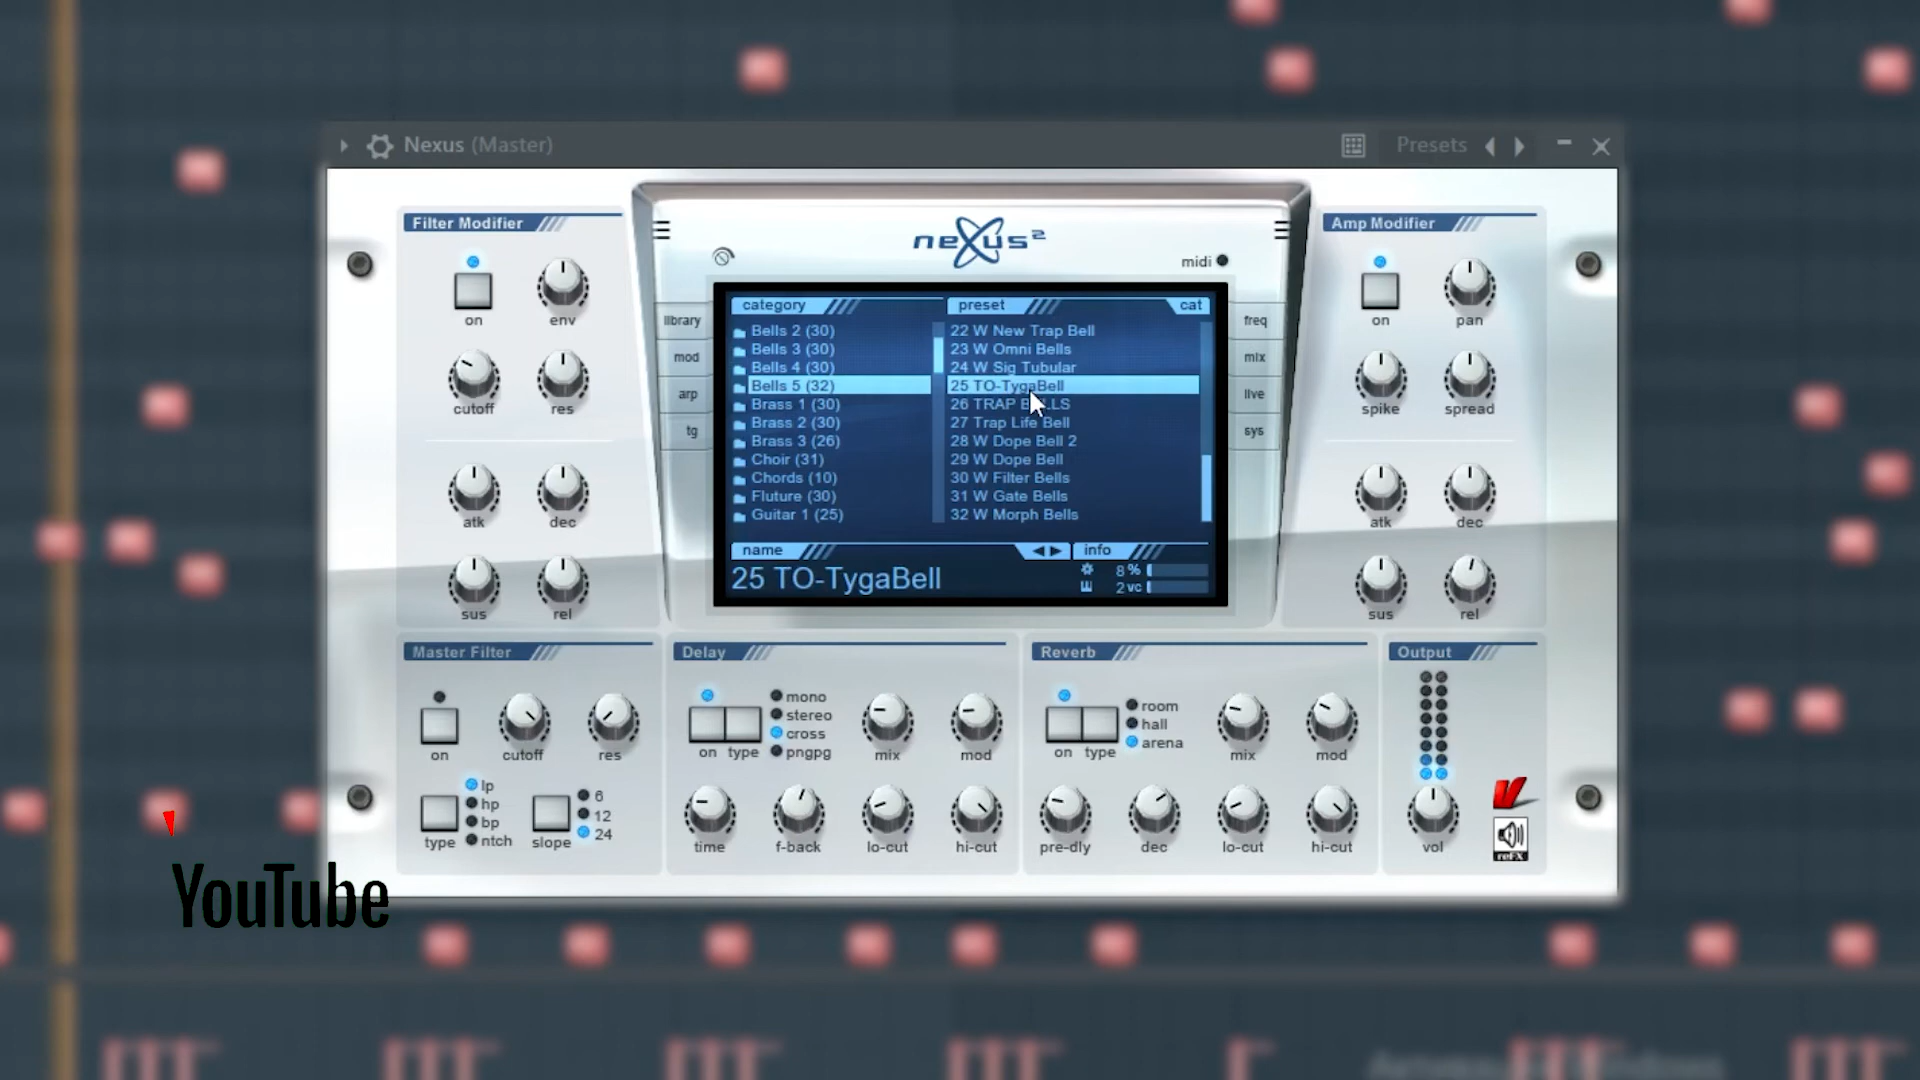 Nexus (Master)
Presets
Filter Modifier
on
env
cutoff
res
atk
dec
sus
rel
nexus²
midi
library
mod
arp
tg
category
Bells 2 (30)
Bells 3 (30)
Bells 4 (30)
Bells 5 (32)
Brass 1 (30)
Brass 2 (30)
Brass 3 (26)
Choir (31)
Chords (10)
Fluture (30)
Guitar 1 (25)
preset
cat
22 W New Trap Bell
23 W Omni Bells
24 W Sig Tubular
25 TO-TygaBell
26 TRAP BELLS
27 Trap Life Bell
28 W Dope Bell 2
29 W Dope Bell
30 W Filter Bells
31 W Gate Bells
32 W Morph Bells
name
25 TO-TygaBell
info
8 %
2 vc
freq
mix
live
sys
Amp Modifier
on
pan
spike
spread
atk
dec
sus
rel
Master Filter
on
cutoff
res
type
lp
hp
bp
ntch
slope
6
12
24
Delay
on
type
mono
stereo
cross
pngpg
mix
mod
time
f-back
lo-cut
hi-cut
Reverb
on
type
room
hall
arena
mix
mod
pre-dly
dec
lo-cut
hi-cut
Output
vol
reFX
YouTube